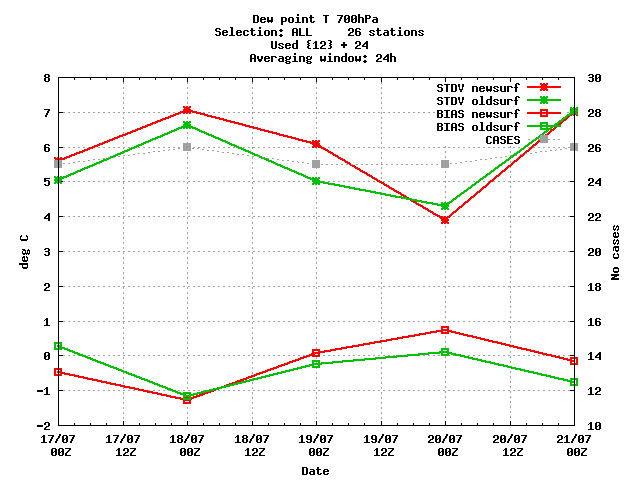 Dew point T 700hPa
Selection: ALL     26 stations
Used {12} + 24
Averaging window: 24h
8
7
6
5
4
3
2
1
0
-1
-2
deg C
30
28
26
24
22
20
18
16
14
12
10
No cases
STDV newsurf
STDV oldsurf
BIAS newsurf
BIAS oldsurf
CASES
17/07 17/07 18/07 18/07 19/07 19/07 20/07 20/07 21/07
00Z 12Z 00Z 12Z 00Z 12Z 00Z 12Z 00Z
Date